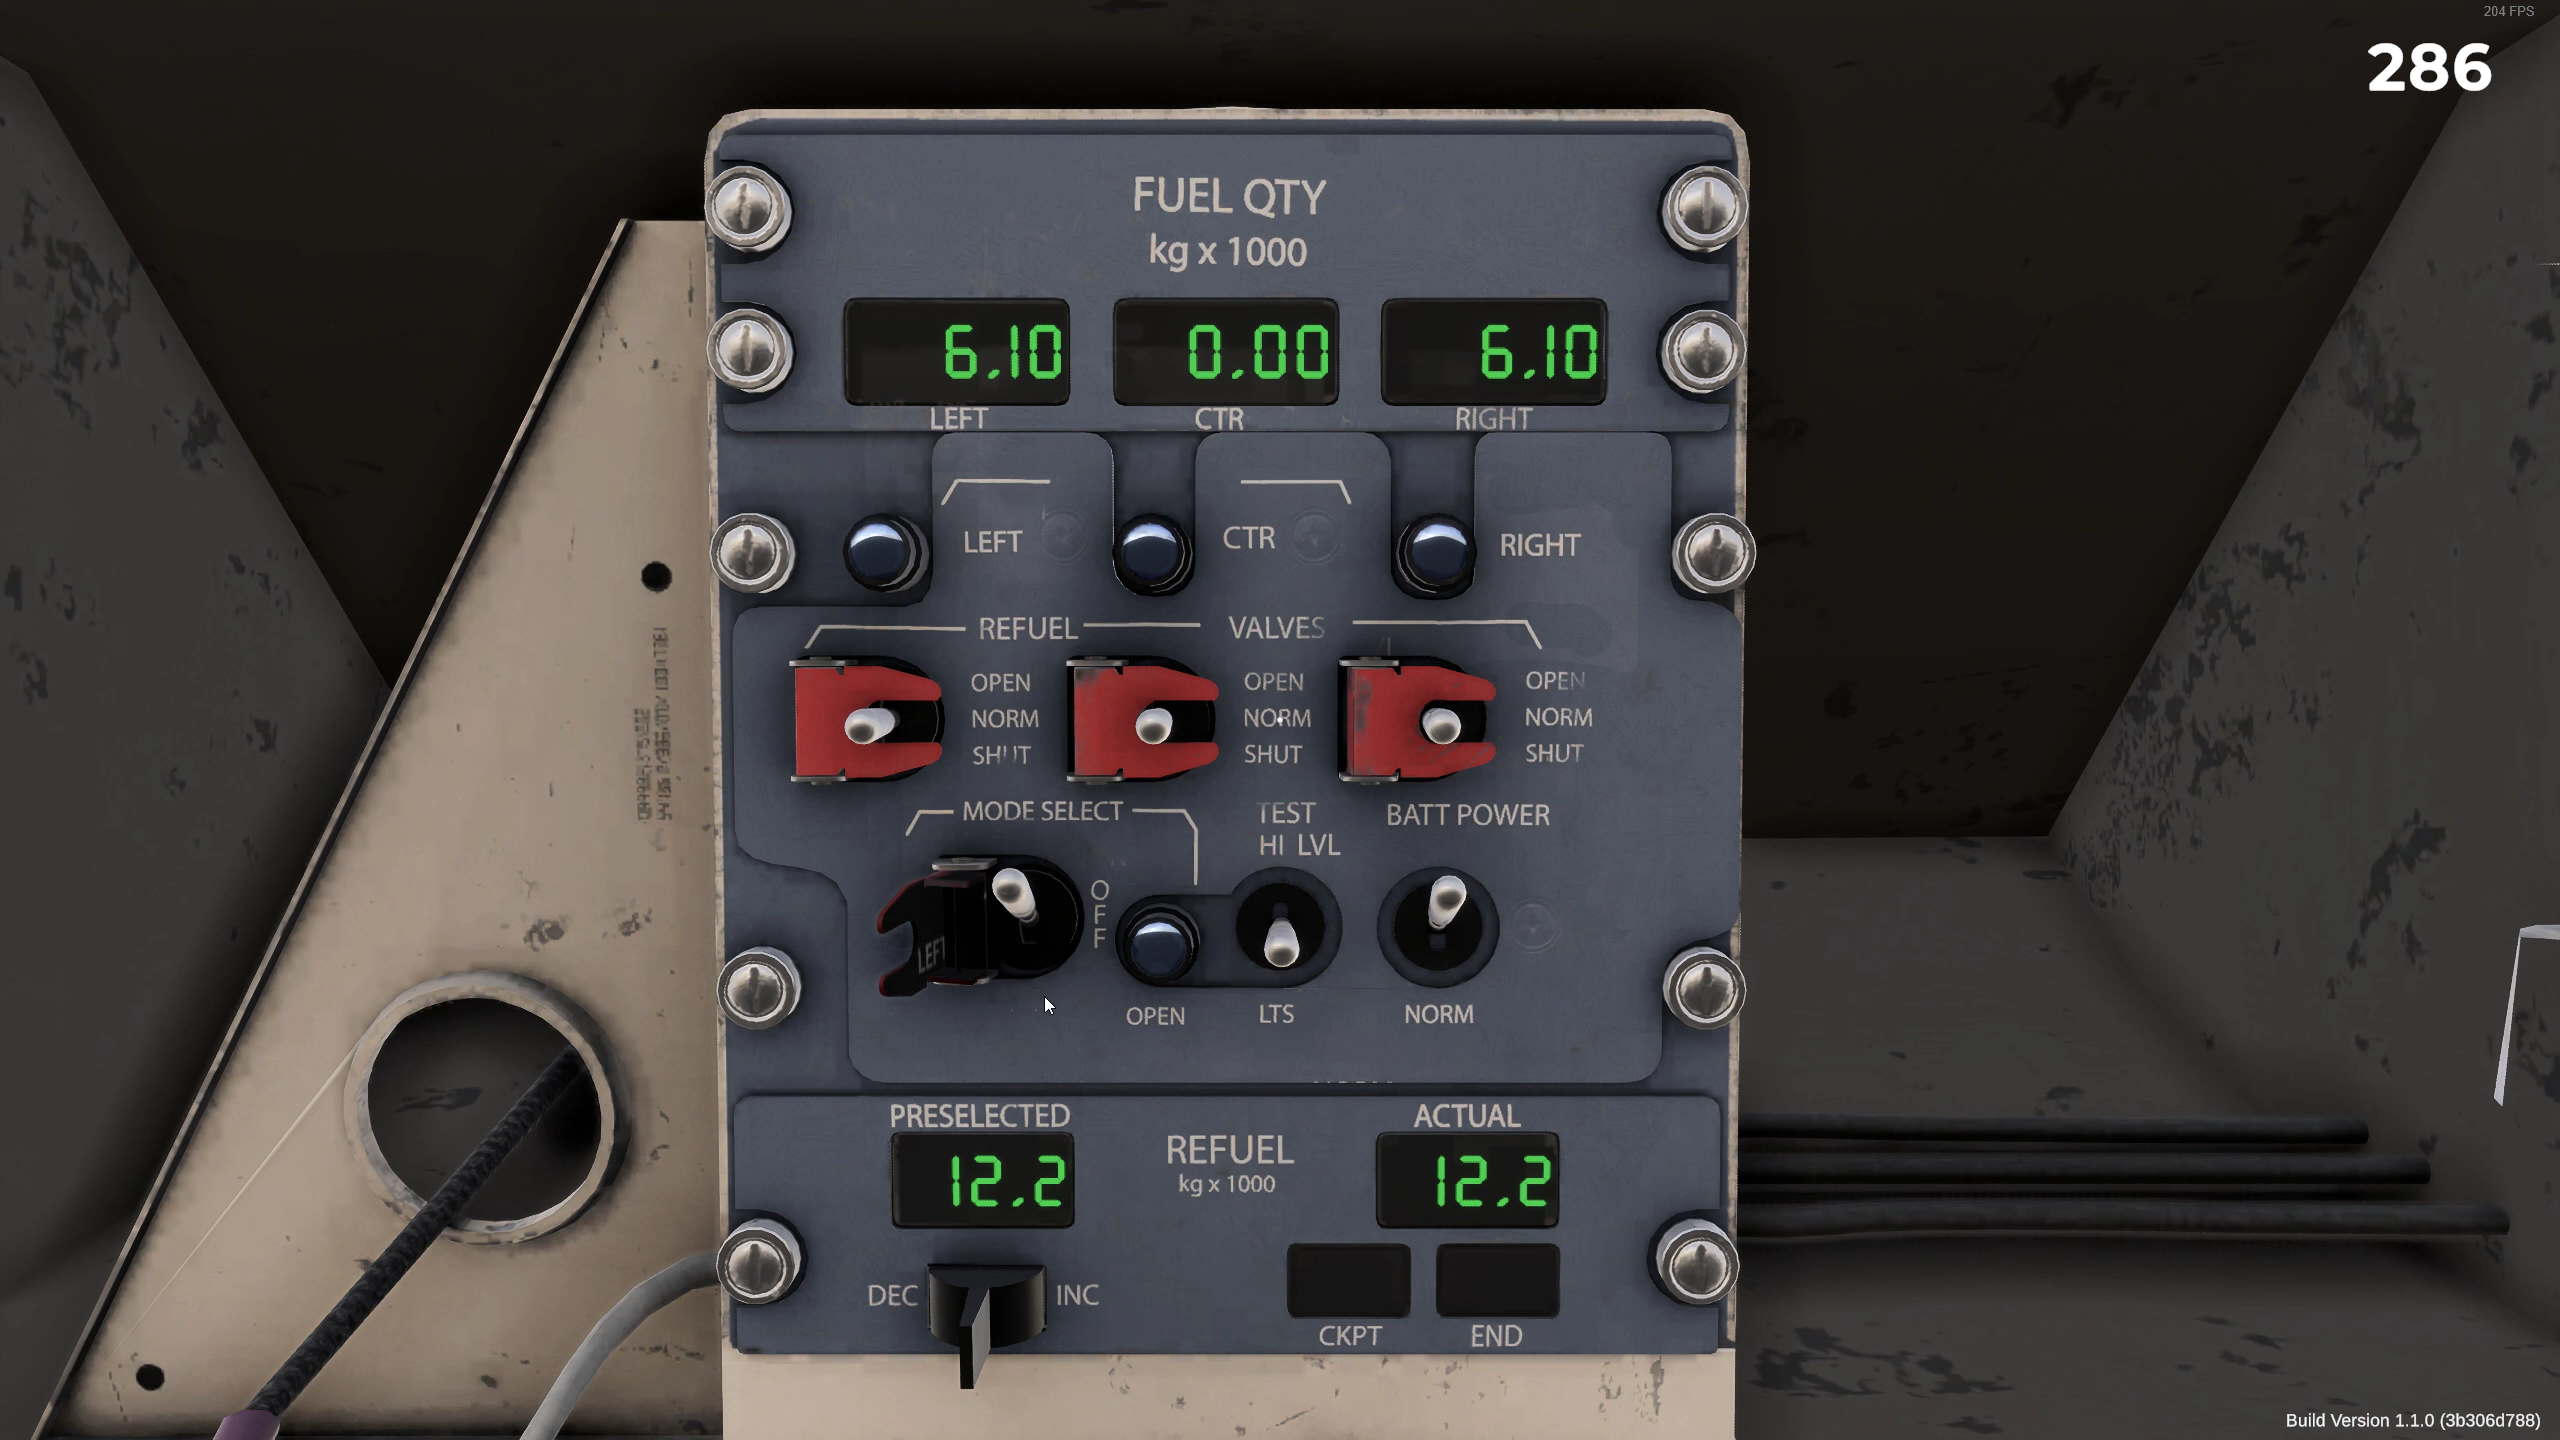 204 FPS
286
FUEL QTY
kg x 1000
6.10 0.00 6.10
LEFT CTR RIGHT
LEFT CTR RIGHT
REFUEL VALVES
OPEN OPEN OPEN
NORM NORM NORM
SHUT SHUT SHUT
MODE SELECT
TEST
HI LVL
BATT POWER
OFF
LEFT
OPEN LTS NORM
PRESELECTED ACTUAL
12.2 12.2
REFUEL
kg x 1000
DEC INC
CKPT END
Build Version 1.1.0 (3b306d788)